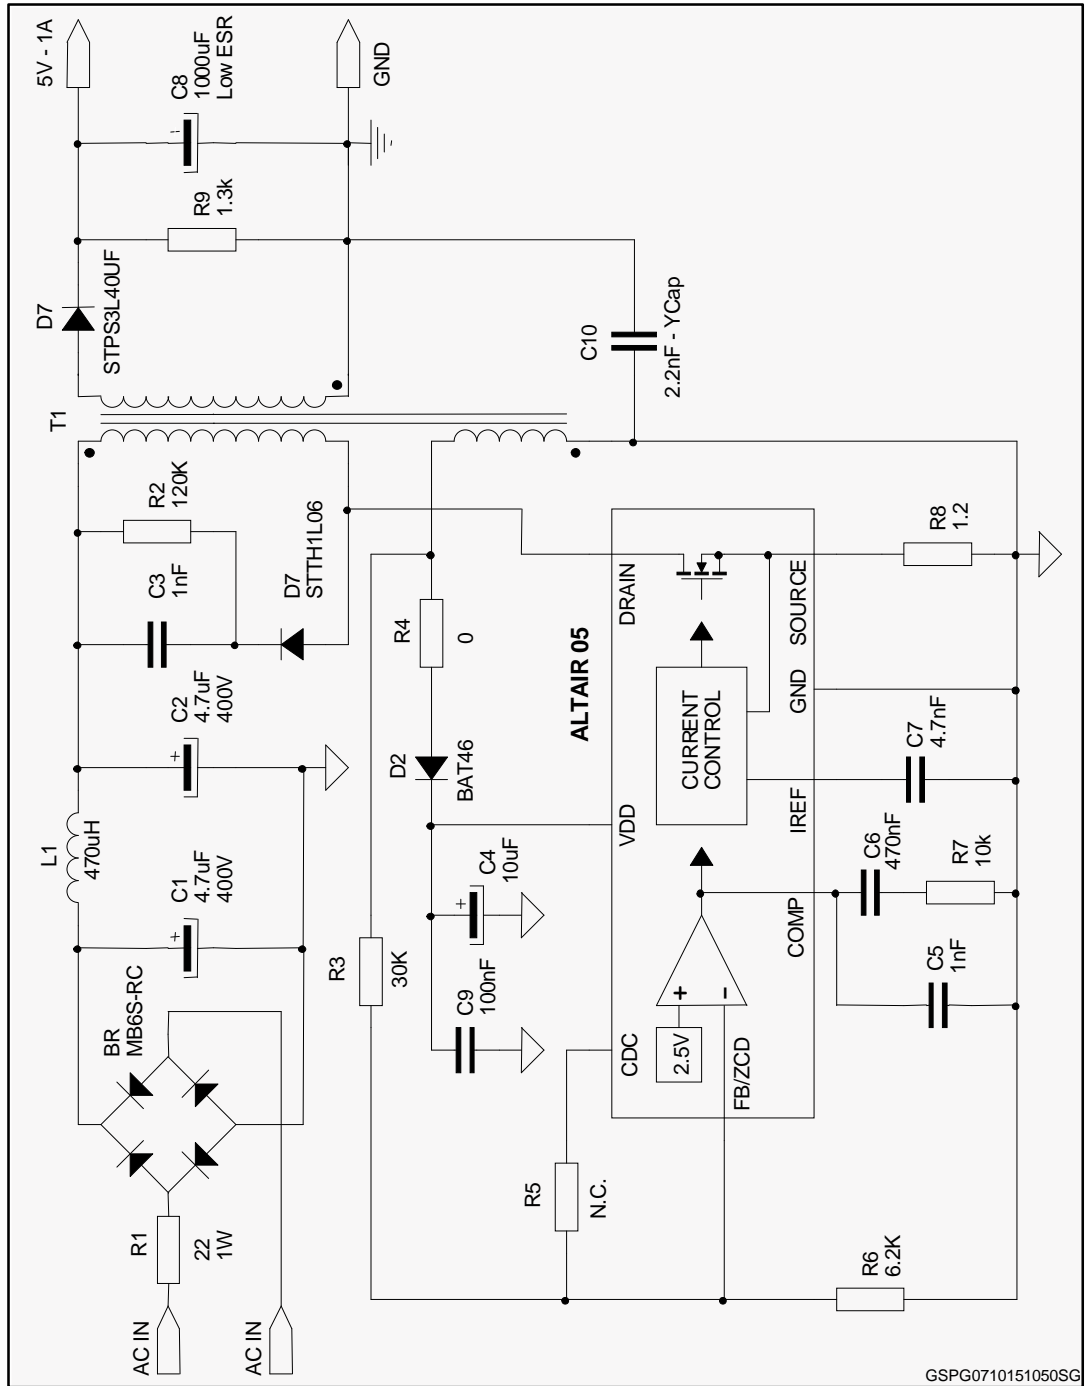 AC IN
AC IN
R1
22
1W
BR
MB6S-RC
C1
4.7uF
400V
L1
470uH
C2
4.7uF
400V
C3
1nF
R2
120K
D7
STTH1L06
T1
D7
STPS3L40UF
R9
1.3k
C8
1000uF
Low ESR
5V - 1A
GND
C10
2.2nF - YCap
R3
30K
R4
0
D2
BAT46
C9
100nF
C4
10uF
ALTAIR 05
R5
N.C.
CDC
VDD
DRAIN
2.5V
+
-
CURRENT
CONTROL
FB/ZCD
COMP
IREF
GND
SOURCE
R6
6.2K
C5
1nF
C6
470nF
R7
10k
C7
4.7nF
R8
1.2
GSPG0710151050SG